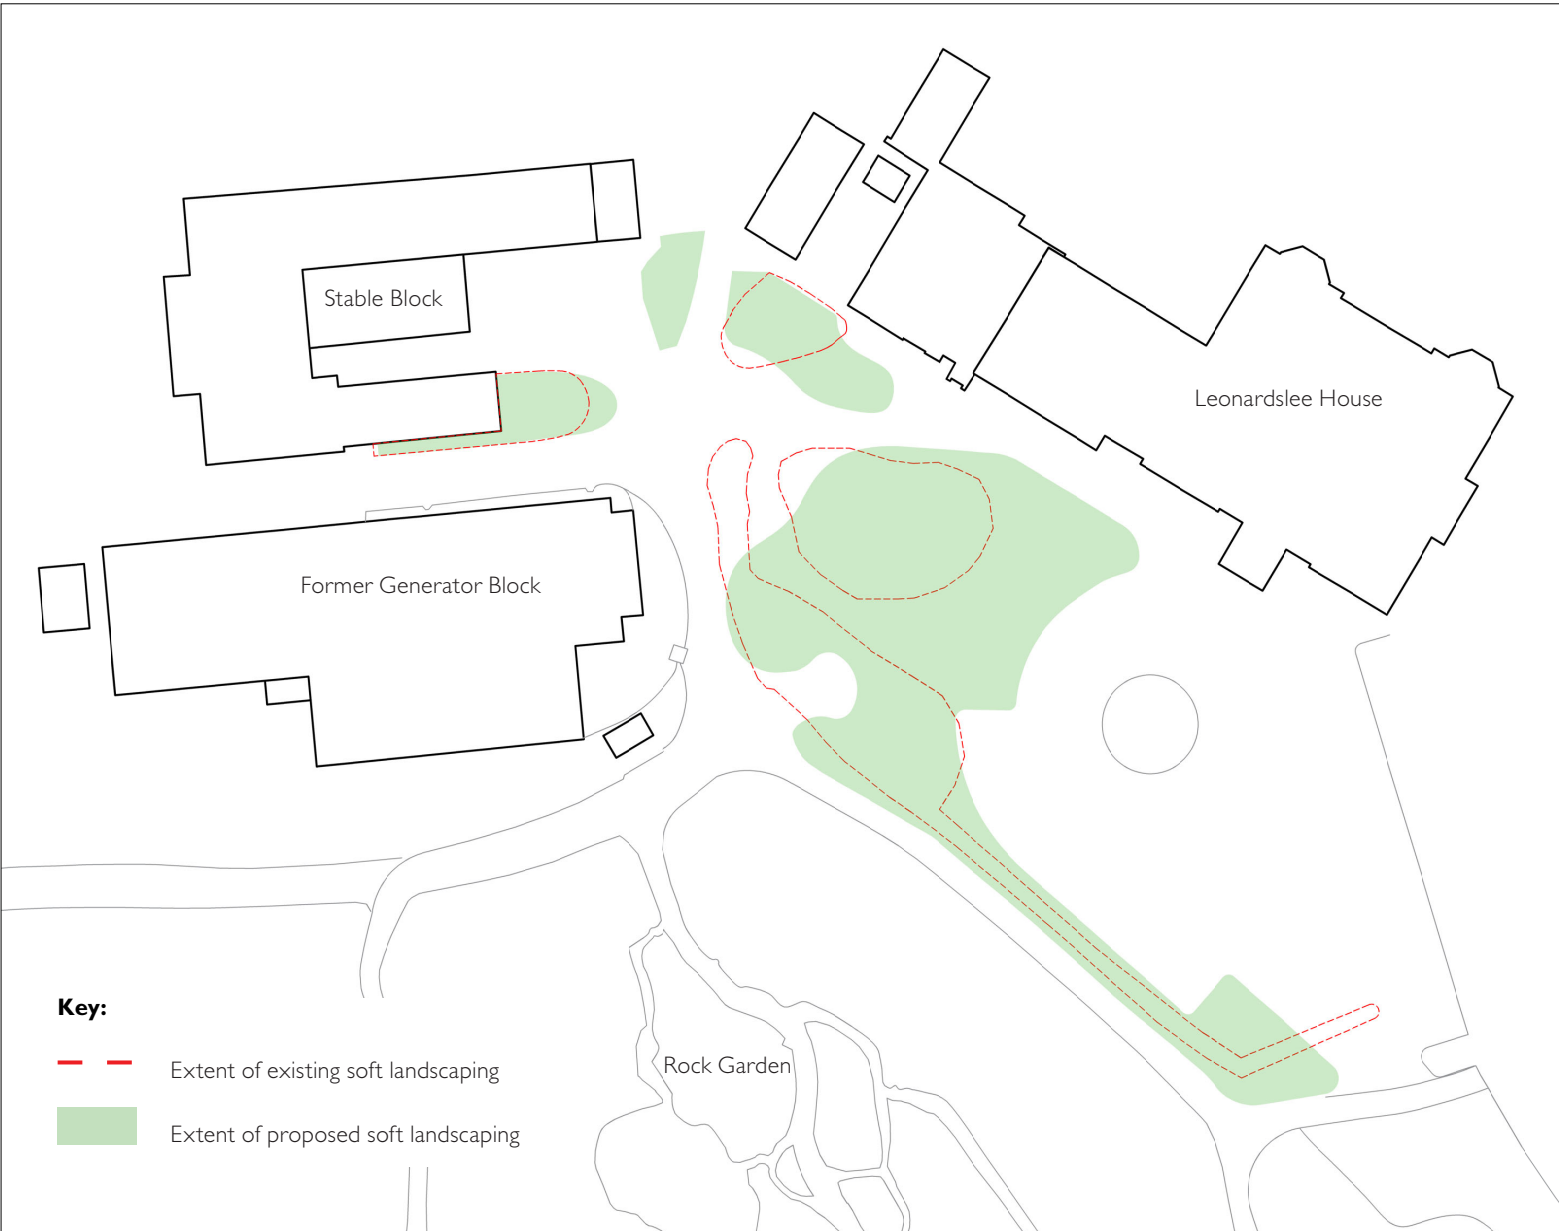 Stable Block
Leonardslee House
Former Generator Block
Key:
Extent of existing soft landscaping
Rock Garden
Extent of proposed soft landscaping